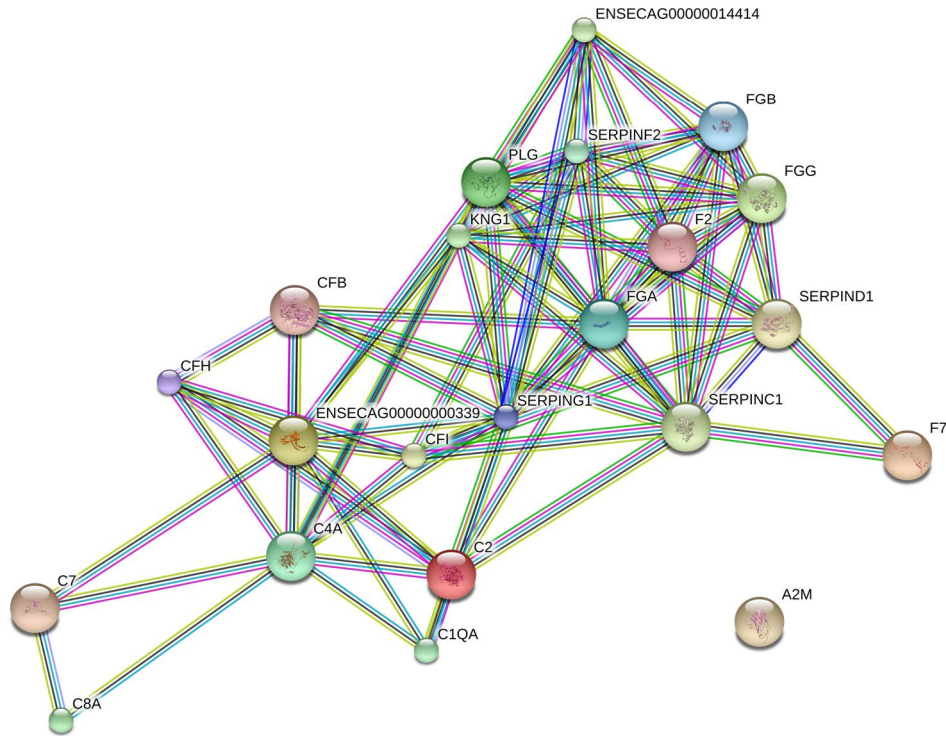 ENSECAG00000014414
FGB
SERPINF2
PLG
FGG
KNG1
F2
CFB
FGA
SERPIND1
CFH
SERPINC1
SERPING1
ENSECAG00000000339
F7
CFI
C4A
C2
C7
A2M
C1QA
C8A